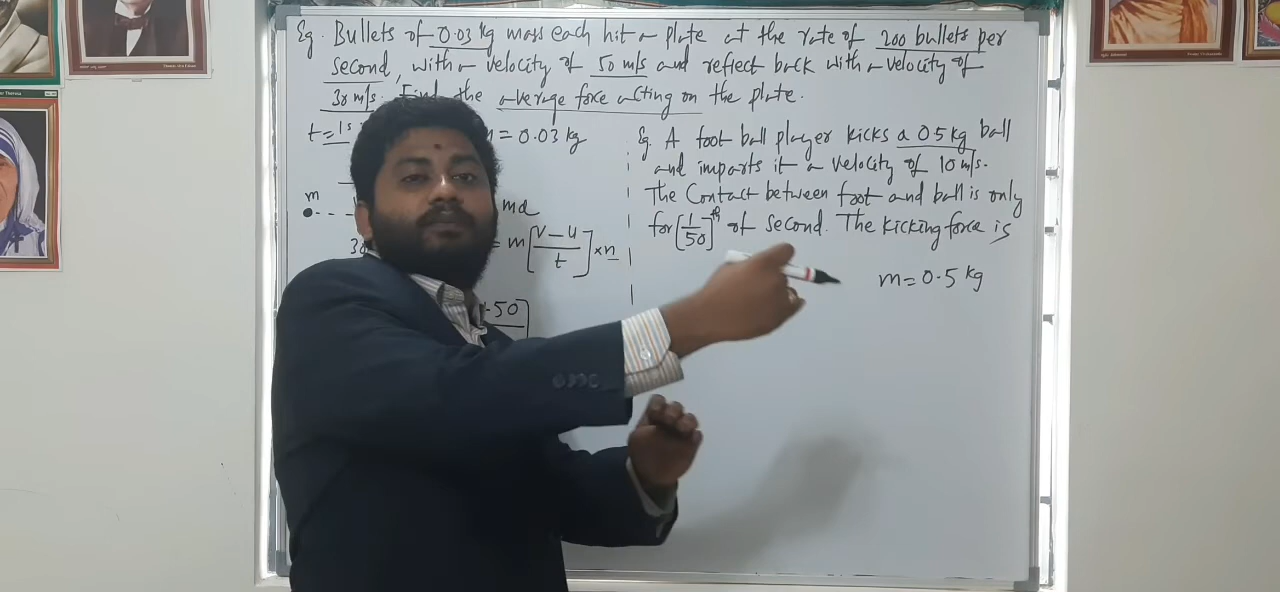 Eg. Bullets of 0.03 kg mass each hit a plate at the rate of 200 bullets per
second, with a velocity of 50 m/s and reflect back with a velocity of
30 m/s. Find the average force acting on the plate.
t=1s
= 0.03 kg
m
ma
30
= m[v-u/t]×n
-50]
Eg. A foot ball player kicks a 0.5 kg ball
and imparts it a velocity of 10 m/s.
The Contact between foot and ball is only
for [1/50]th of second. The kicking force is
m=0.5 kg